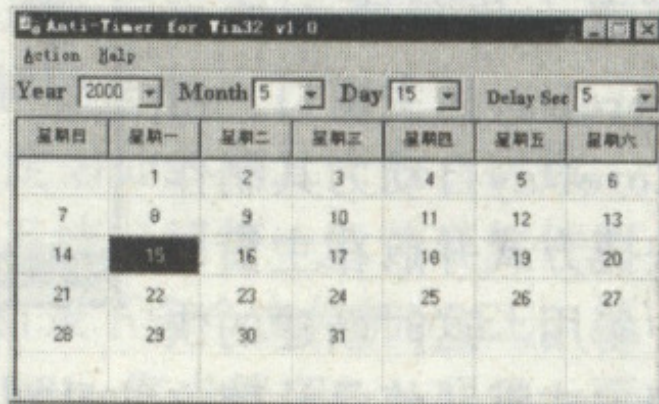 Anti-Timer for Win32 v1.0
Action Help
Year 2000 Month 5 Day 15 Delay Sec 5
星期日 星期一 星期二 星期三 星期四 星期五 星期六
1 2 3 4 5 6
7 8 9 10 11 12 13
14 15 16 17 18 19 20
21 22 23 24 25 26 27
28 29 30 31